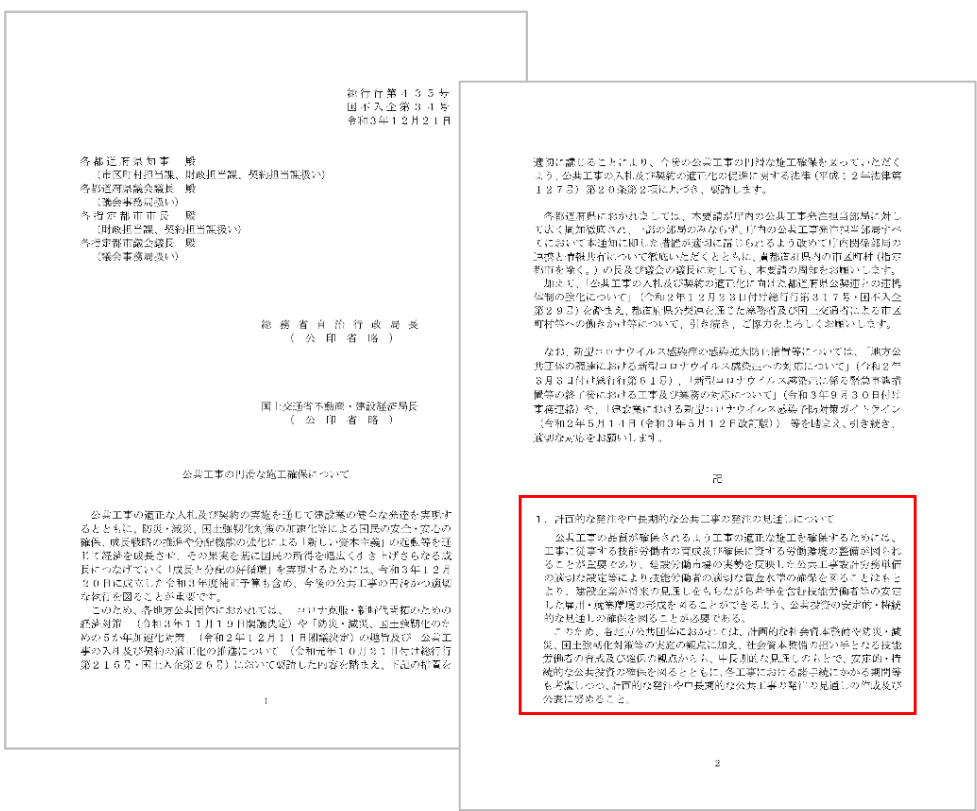 総行行第４３５号
国不入企第３４号
令和3年１２月２１日
各都道府県知事　殿
（市区町村担当課、財政担当課、契約担当課扱い）
各都道府県議会議長　殿
（議会事務局扱い）
各指定都市市長　殿
（財政担当課、契約担当課扱い）
各指定都市議会議長　殿
（議会事務局扱い）
総務省自治行政局長
（公印省略）
国土交通省不動産・建設経済局長
（公印省略）
公共工事の円滑な施工確保について
公共工事の適正な入札及び契約の実施を通じて建設業の健全な発達を実現す
るとともに、防災・減災、国土強靱化対策の加速化等による国民の安全・安心の
確保、成長戦略の推進や分配機能の強化による「新しい資本主義」の起動等を通
じて経済を成長させ、その果実を基に国民の所得を幅広く引き上げさらなる成
長につなげていく「成長と分配の好循環」を実現するためには、令和３年１２月
２０日に成立した令和３年度補正予算も含め、今後の公共工事の円滑かつ適切
な執行を図ることが重要です。
このため、各地方公共団体におかれては、「コロナ克服・新時代開拓のための
経済対策」（令和３年１１月１９日閣議決定）や「防災・減災、国土強靱化のため
の５か年加速化対策」（令和２年１２月１１日閣議決定）の趣旨及び「公共工
事の入札及び契約の適正化の推進について」（令和元年１０月２１日付け総行行
第２１５号・国土入企第２６号）において要請した内容を踏まえ、下記の措置を
1
適切に講じることにより、今後の公共工事の円滑な施工確保を図っていただく
よう、公共工事の入札及び契約の適正化の促進に関する法律（平成１２年法律第
１２７号）第２０条第２項に基づき、要請します。
各都道府県におかれましては、本要請が庁内の公共工事発注担当部局に対し
て広く周知徹底され、一部の部局のみならず、庁内の公共工事発注担当部局すべ
てにおいて本通知に即した措置が適切に講じられるよう改めて庁内関係部局の
連携と情報共有について徹底いただくとともに、貴都道府県内の市区町村（指定
都市を除く。）の長及び議会の議長に対しても、本要請の周知をお願いします。
加えて、「公共工事の入札及び契約の適正化に向けた都道府県公契連との連携
体制の強化について」（令和２年１２月２３日付け総行行第３１７号・国不入企
第２９号）を踏まえ、都道府県公契連を通じた総務省及び国土交通省による市区
町村等への働きかけ等について、引き続き、ご協力をよろしくお願いします。
なお、新型コロナウイルス感染症の感染拡大防止措置等については、「地方公
共団体の調達における新型コロナウイルス感染症への対応について」（令和２年
３月３日付け総行行第６１号）、「新型コロナウイルス感染症に係る緊急事態措
置等の終了後における工事及び業務の対応について」（令和３年９月３０日付け
事務連絡）や、「建設業における新型コロナウイルス感染予防対策ガイドライン
（令和２年５月１４日（令和３年５月１２日改訂版））」等を踏まえ、引き続き、
適切な対応をお願いします。
記
１．計画的な発注や中長期的な公共工事の発注の見通しについて
公共工事の品質が確保されるよう工事の適正な施工を確保するためには、
工事に従事する技能労働者の育成及び確保に資する労働環境の整備が図られ
ることが重要であり、建設労働市場の実勢を反映した公共工事設計労務単価
の適切な設定等により技能労働者の適切な賃金水準の確保を図ることはもと
より、建設企業が将来の見通しをもちながら若手を含む技能労働者等の安定
した雇用・就業環境の形成を図ることができるよう、公共投資の安定的・持続
的な見通しの確保を図ることが必要である。
このため、各地方公共団体におかれては、計画的な社会資本整備や防災・減
災、国土強靱化対策等の実施の観点に加え、社会資本整備の担い手となる技能
労働者の育成及び確保の観点からも、中長期的な見通しのもとで、安定的・持
続的な公共投資の確保を図るとともに、各工事における諸手続にかかる期間等
も考慮しつつ、計画的な発注や中長期的な公共工事の発注の見通しの作成及び
公表に努めること。
2